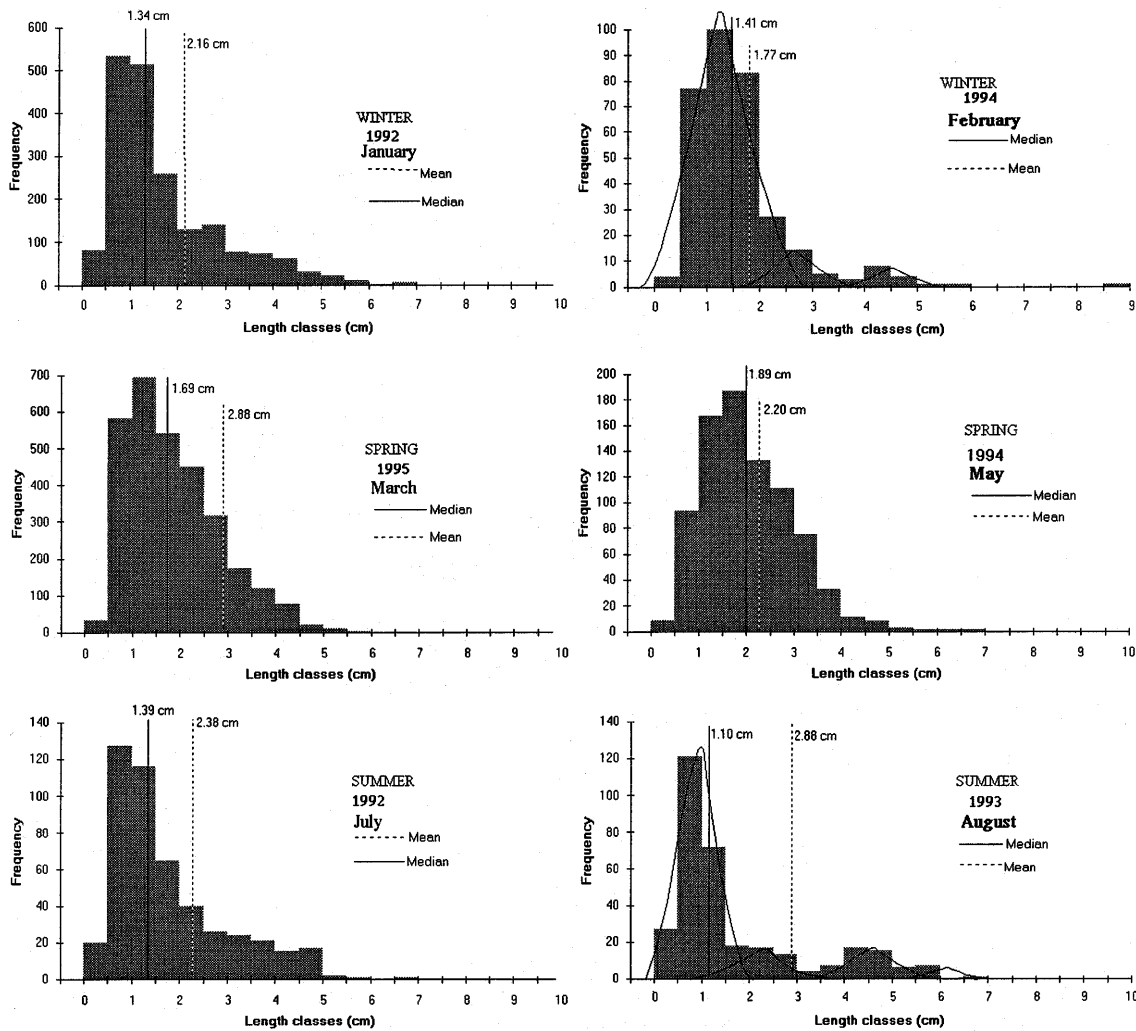 1.34 cm
2.16 cm
600
500
400
300
200
100
0
Frequency
WINTER
1992
January
Mean
Median
0 1 2 3 4 5 6 7 8 9 10
Length classes (cm)
1.41 cm
1.77 cm
100
90
80
70
60
50
40
30
20
10
0
Frequency
WINTER
1994
February
Median
Mean
0 1 2 3 4 5 6 7 8 9
Length classes (cm)
1.69 cm
2.88 cm
700
600
500
400
300
200
100
0
Frequency
SPRING
1995
March
Median
Mean
0 1 2 3 4 5 6 7 8 9 10
Length classes (cm)
1.89 cm
2.20 cm
200
180
160
140
120
100
80
60
40
20
0
Frequency
SPRING
1994
May
Median
Mean
0 1 2 3 4 5 6 7 8 9 10
Length classes (cm)
1.39 cm
2.38 cm
140
120
100
80
60
40
20
0
Frequency
SUMMER
1992
July
Mean
Median
0 1 2 3 4 5 6 7 8 9 10
Length classes (cm)
1.10 cm
2.88 cm
140
120
100
80
60
40
20
0
Frequency
SUMMER
1993
August
Median
Mean
0 1 2 3 4 5 6 7 8 9 10
Length classes (cm)